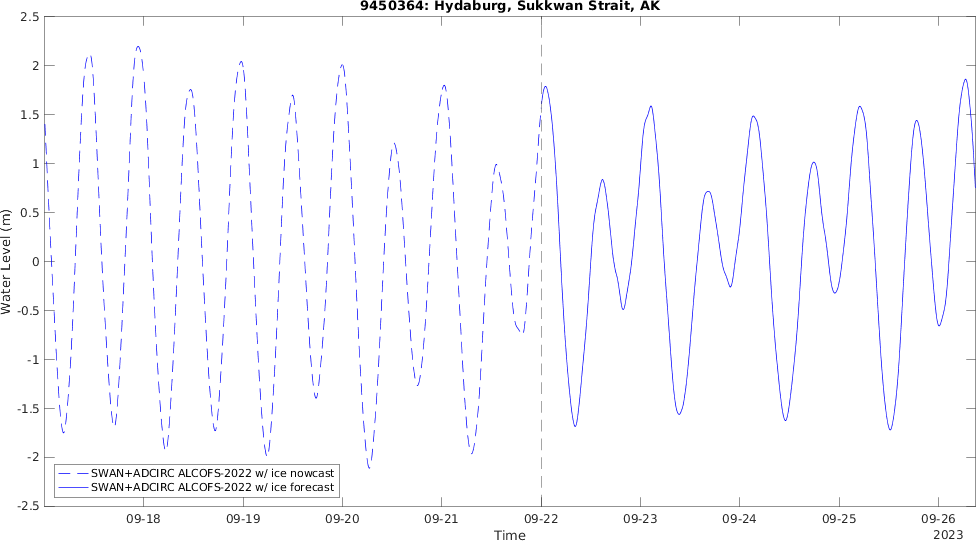 9450364: Hydaburg, Sukkwan Strait, AK
2.5
2
1.5
1
0.5
0
-0.5
-1
-1.5
-2
-2.5
Water Level (m)
SWAN+ADCIRC ALCOFS-2022 w/ ice nowcast
SWAN+ADCIRC ALCOFS-2022 w/ ice forecast
09-18 09-19 09-20 09-21 09-22 09-23 09-24 09-25 09-26
2023
Time